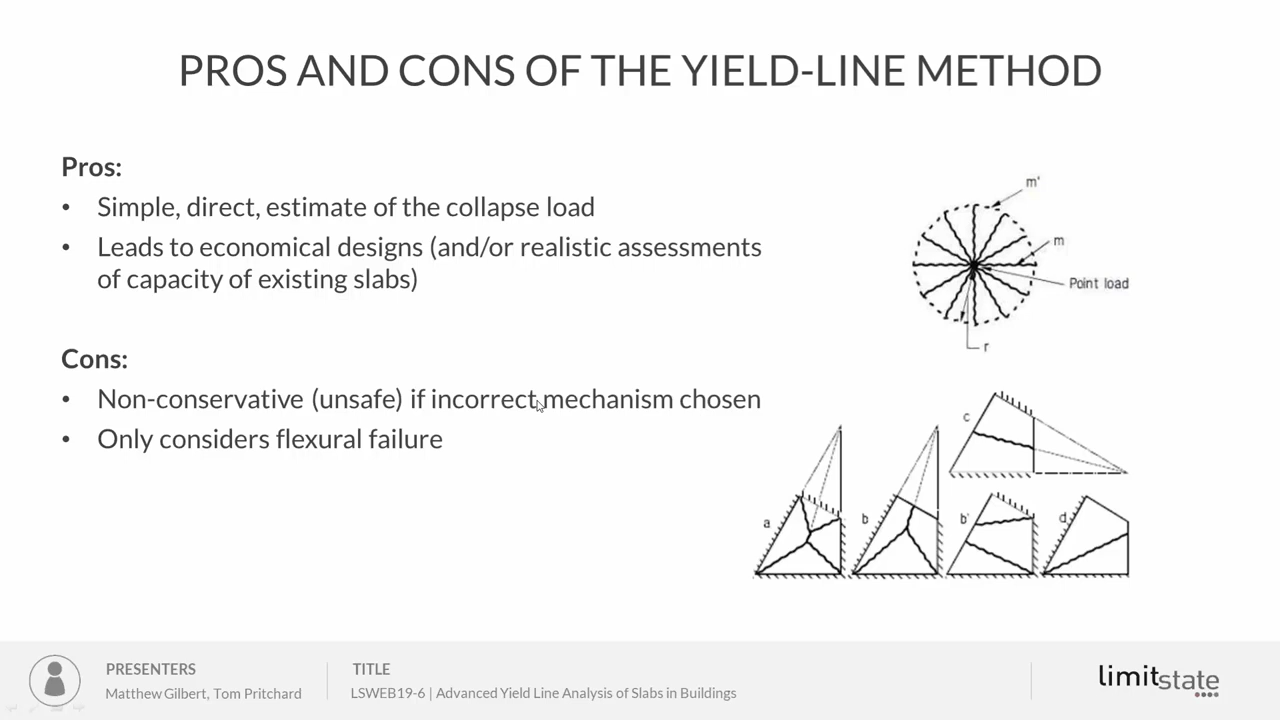 PROS AND CONS OF THE YIELD-LINE METHOD
Pros:
• Simple, direct, estimate of the collapse load
• Leads to economical designs (and/or realistic assessments
of capacity of existing slabs)
Cons:
• Non-conservative (unsafe) if incorrect mechanism chosen
• Only considers flexural failure
m'
m
Point load
r
c
a
b
b'
d
PRESENTERS
Matthew Gilbert, Tom Pritchard
TITLE
LSWEB19-6 | Advanced Yield Line Analysis of Slabs in Buildings
limitstate